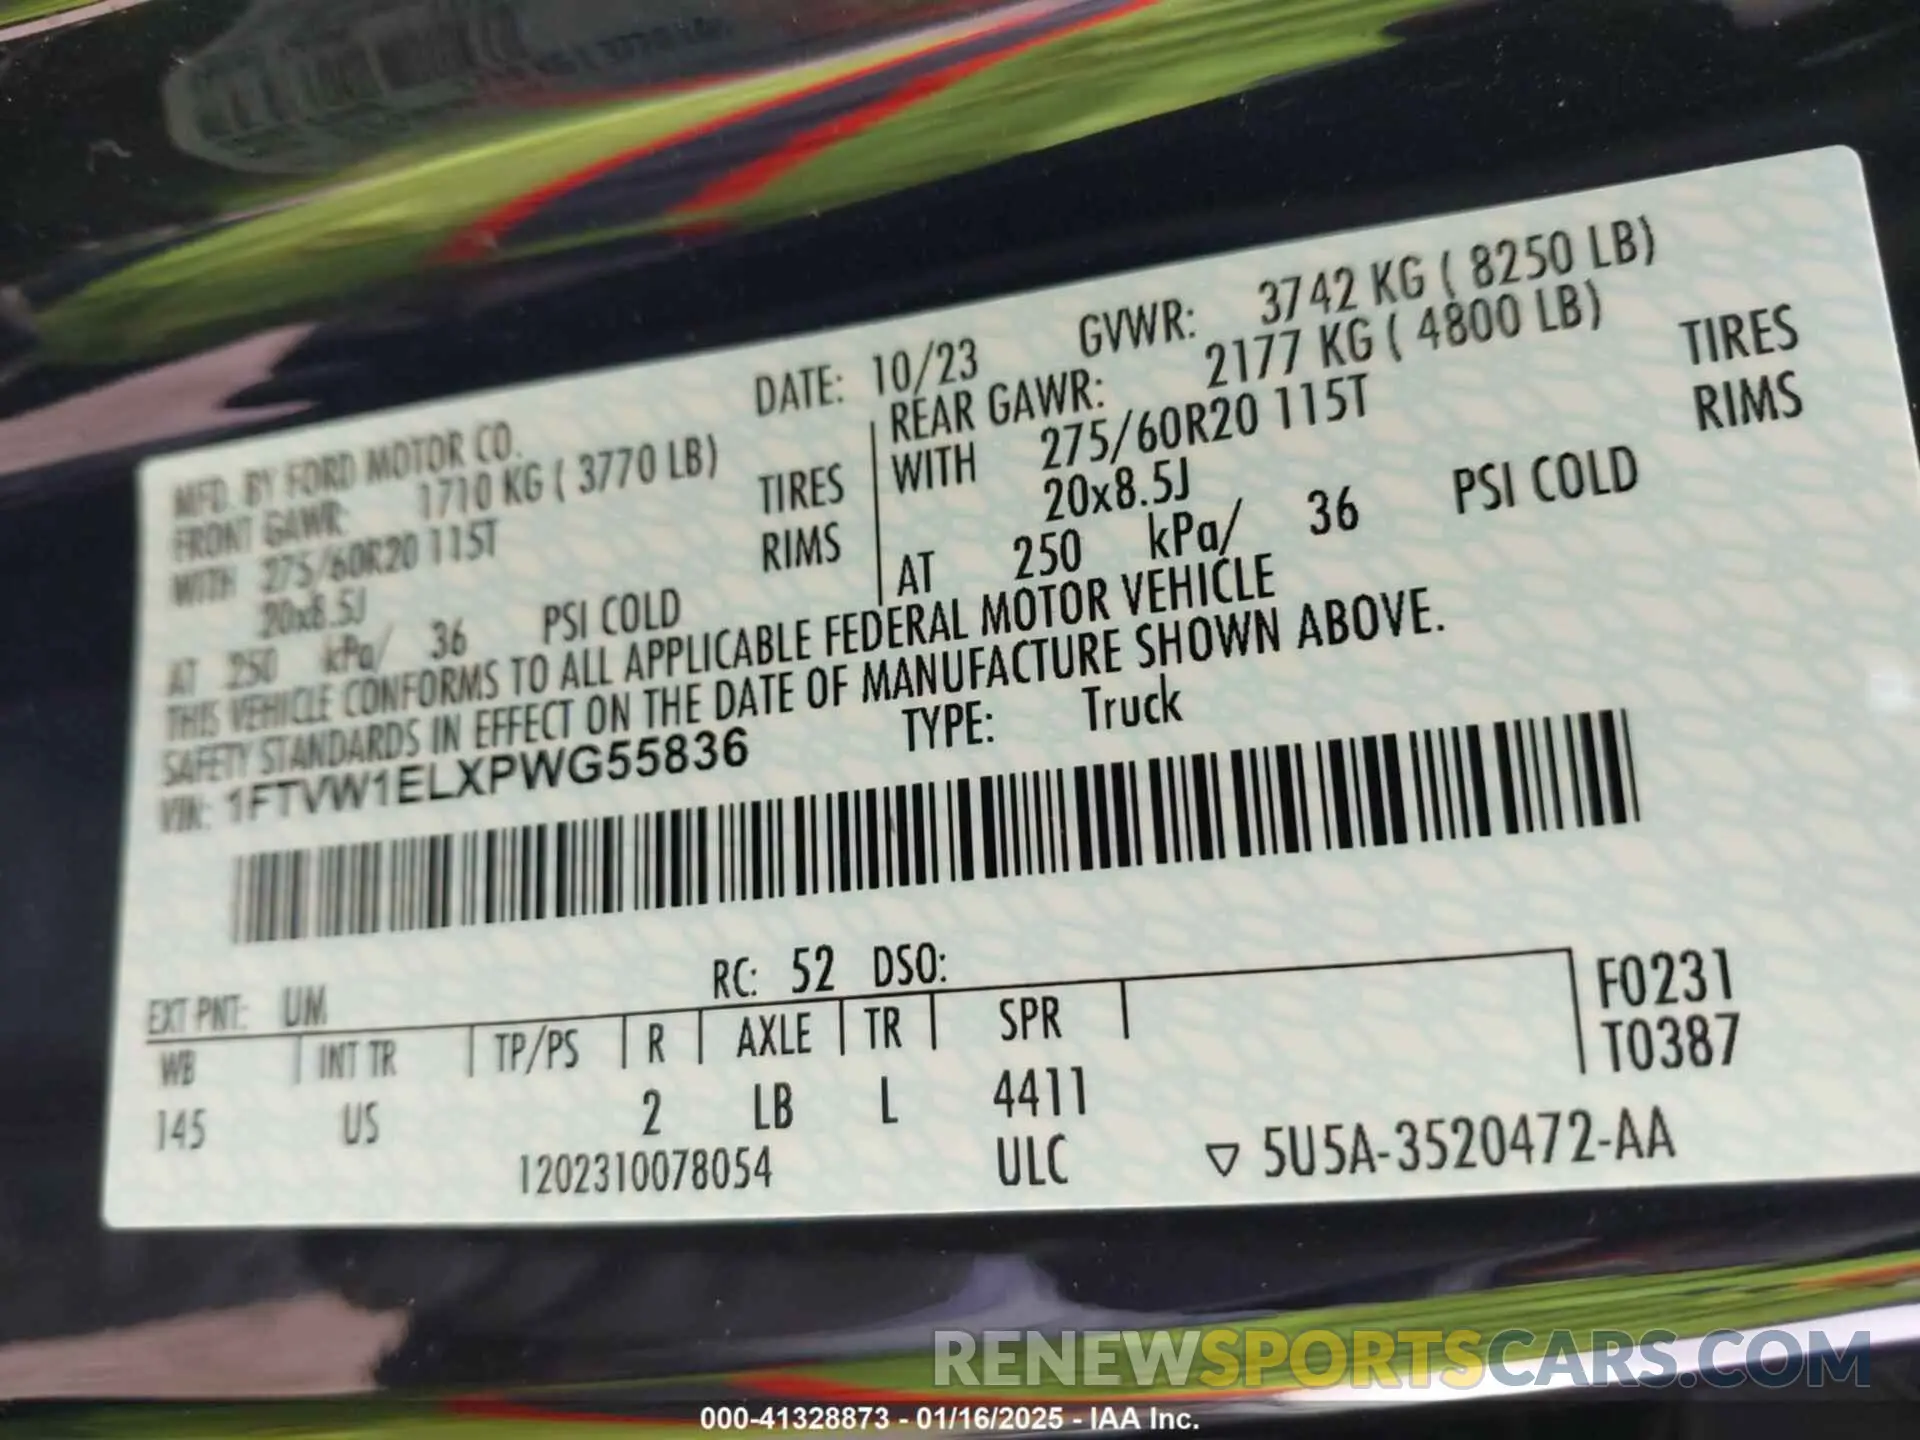 MFD. BY FORD MOTOR CO.
DATE: 10/23
GVWR: 3742 KG ( 8250 LB)
FRONT GAWR: 1710 KG ( 3770 LB)
WITH 275/60R20 115T TIRES
20x8.5J RIMS
AT 250 kPa/ 36 PSI COLD
REAR GAWR: 2177 KG ( 4800 LB)
WITH 275/60R20 115T TIRES
20x8.5J RIMS
AT 250 kPa/ 36 PSI COLD
THIS VEHICLE CONFORMS TO ALL APPLICABLE FEDERAL MOTOR VEHICLE
SAFETY STANDARDS IN EFFECT ON THE DATE OF MANUFACTURE SHOWN ABOVE.
VIN: 1FTVW1ELXPWG55836
TYPE: Truck
EXT PNT: UM RC: 52 DSO:
WB INT TR TP/PS R AXLE TR SPR
F0231
T0387
145 US 2 LB L 4411
1202310078054 ULC ▽ 5U5A-3520472-AA
RENEWSPORTSCARS.COM
000-41328873 - 01/16/2025 - IAA Inc.